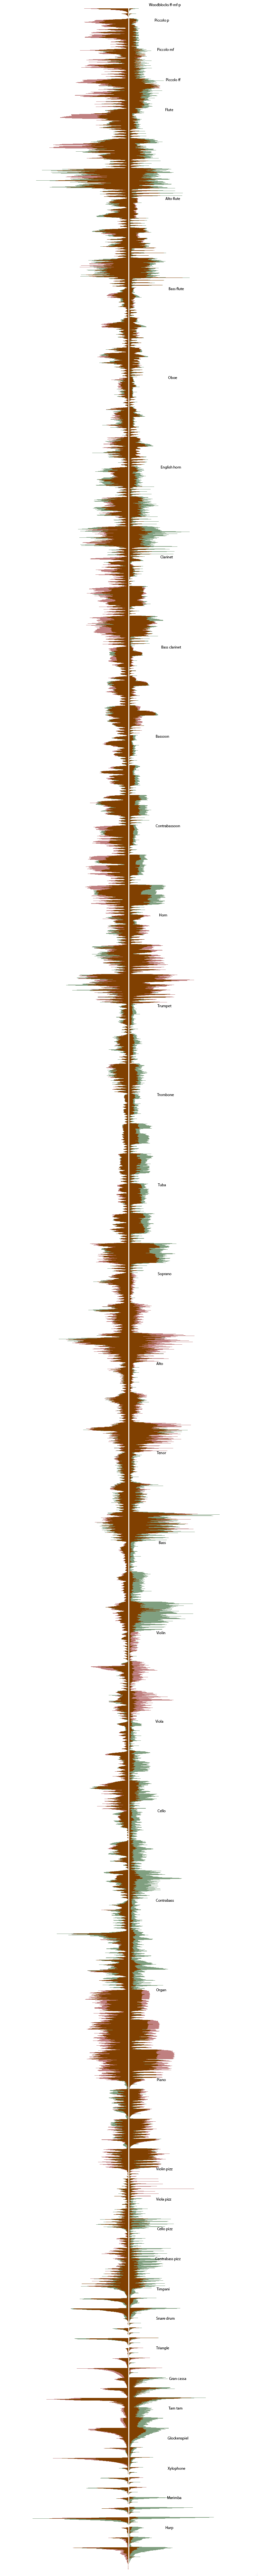 Woodblocks ff mf p
Piccolo p
Piccolo mf
Piccolo ff
Flute
Alto flute
Bass flute
Oboe
English horn
Clarinet
Bass clarinet
Bassoon
Contrabassoon
Horn
Trumpet
Trombone
Tuba
Soprano
Alto
Tenor
Bass
Violin
Viola
Cello
Contrabass
Organ
Piano
Violin pizz
Viola pizz
Cello pizz
Contrabass pizz
Timpani
Snare drum
Triangle
Gran cassa
Tam tam
Glockenspiel
Xylophone
Marimba
Harp